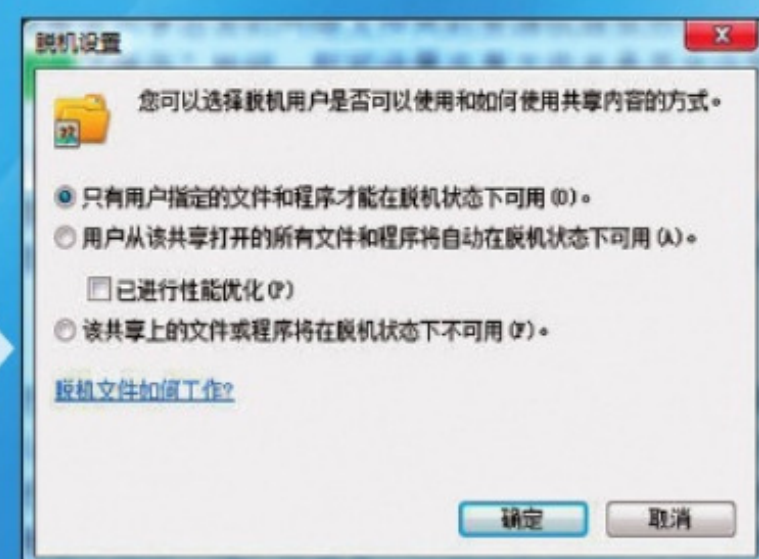 脱机设置
您可以选择脱机用户是否可以使用和如何使用共享内容的方式。
只有用户指定的文件和程序才能在脱机状态下可用(O)。
用户从该共享打开的所有文件和程序将自动在脱机状态下可用(A)。
已进行性能优化(P)
该共享上的文件或程序将在脱机状态下不可用(F)。
脱机文件如何工作?
确定
取消